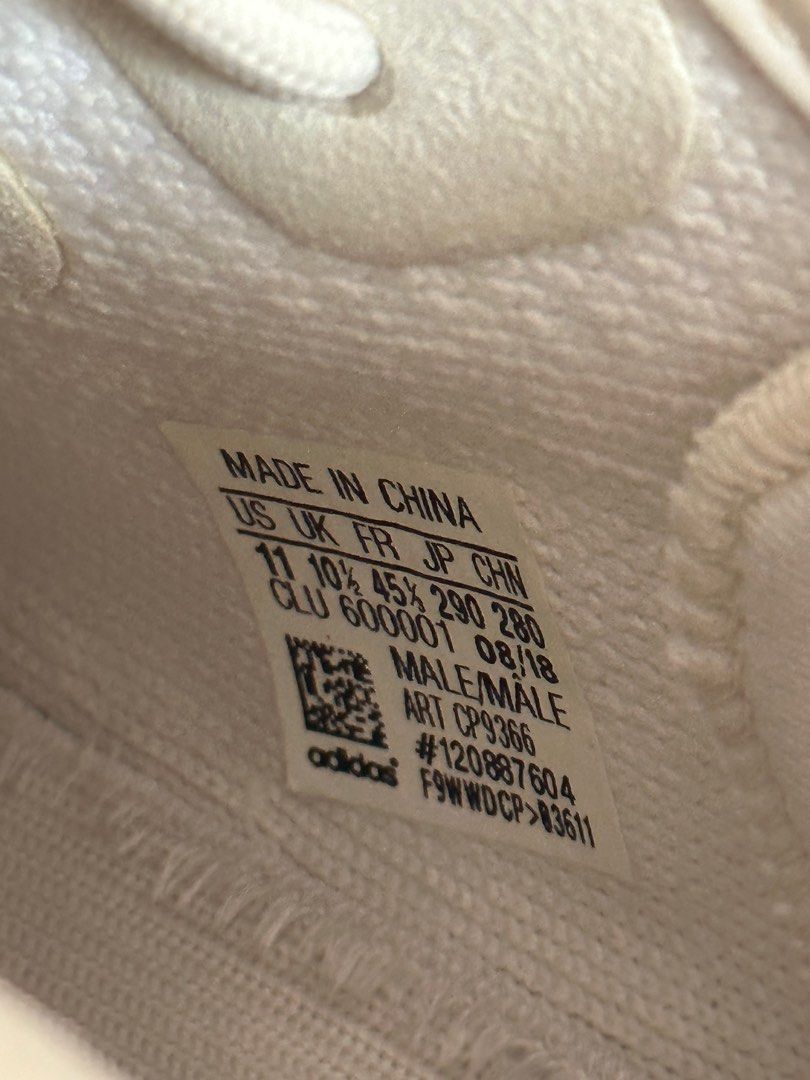 MADE IN CHINA
US UK FR JP CHN
11 10½ 45⅓ 290 280
CLU 600001 08/18
MALE/MÂLE
ART CP9366
#120887604
adidas
F9WWDCP>03611